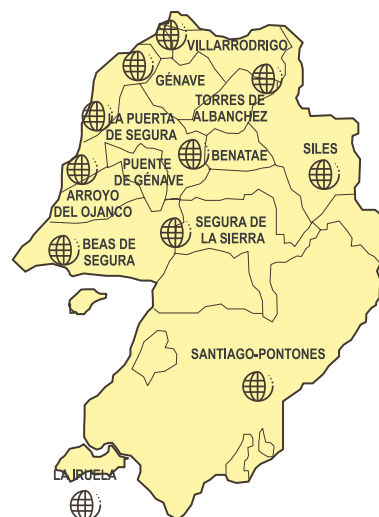 VILLARRODRIGO
GÉNAVE
TORRES DE
ALBANCHEZ
LA PUERTA
DE SEGURA
PUENTE
DE GÉNAVE
BENATAE
SILES
ARROYO
DEL OJANCO
SEGURA DE
LA SIERRA
BEAS DE
SEGURA
SANTIAGO-PONTONES
LA IRUELA